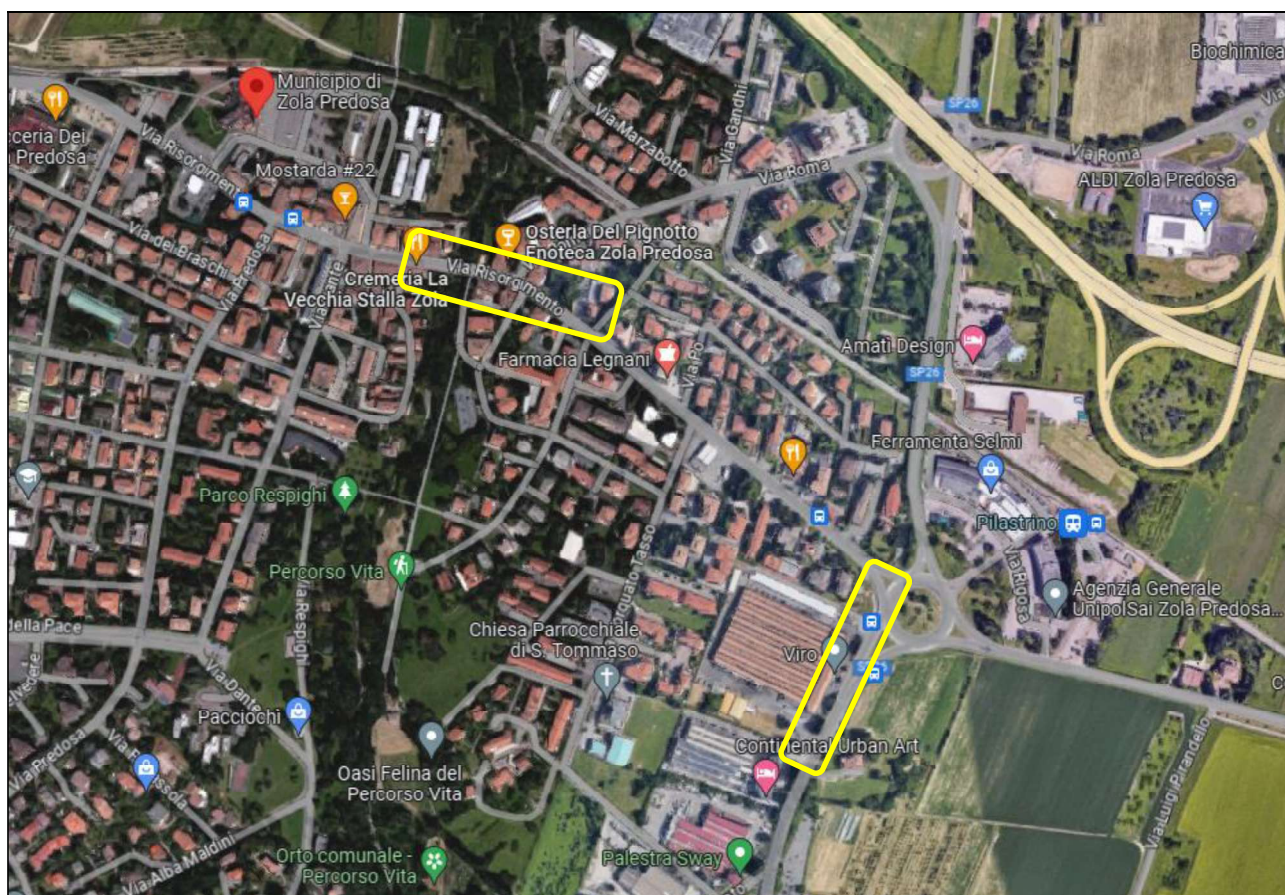 Biochimica
Municipio di
Zola Predosa
SP26
Via
cceria Dei
Predosa
Via Risorgiment
Via Marzabotto
Via Gandhi
Via Roma
Via Roma
Mostarda #22
ALDI Zola Predosa
Via dei Braschi
Via Predosa
Osteria Del Pignotto
Enoteca Zola Predosa
Via Risorgimento
Cremeria La
Vecchia Stalla Zola
Farmacia Legnani
Via Po
Amati Design
SP26
Ferramenta Selmi
Parco Respighi
Pilastrino
Percorso Vita
Via Rigosa
Agenzia Generale
UnipolSai Zola Predosa...
della Pace
Via Respighi
Torquato Tasso
Chiesa Parrocchiale
di S. Tommaso
Viro
Via Dante
Pacciochi
Via Predosa
Continental Urban Art
Via Luigi Pirandello
Oasi Felina del
Percorso Vita
Via Alba Maldini
Orto comunale -
Percorso Vita
Palestra Sway